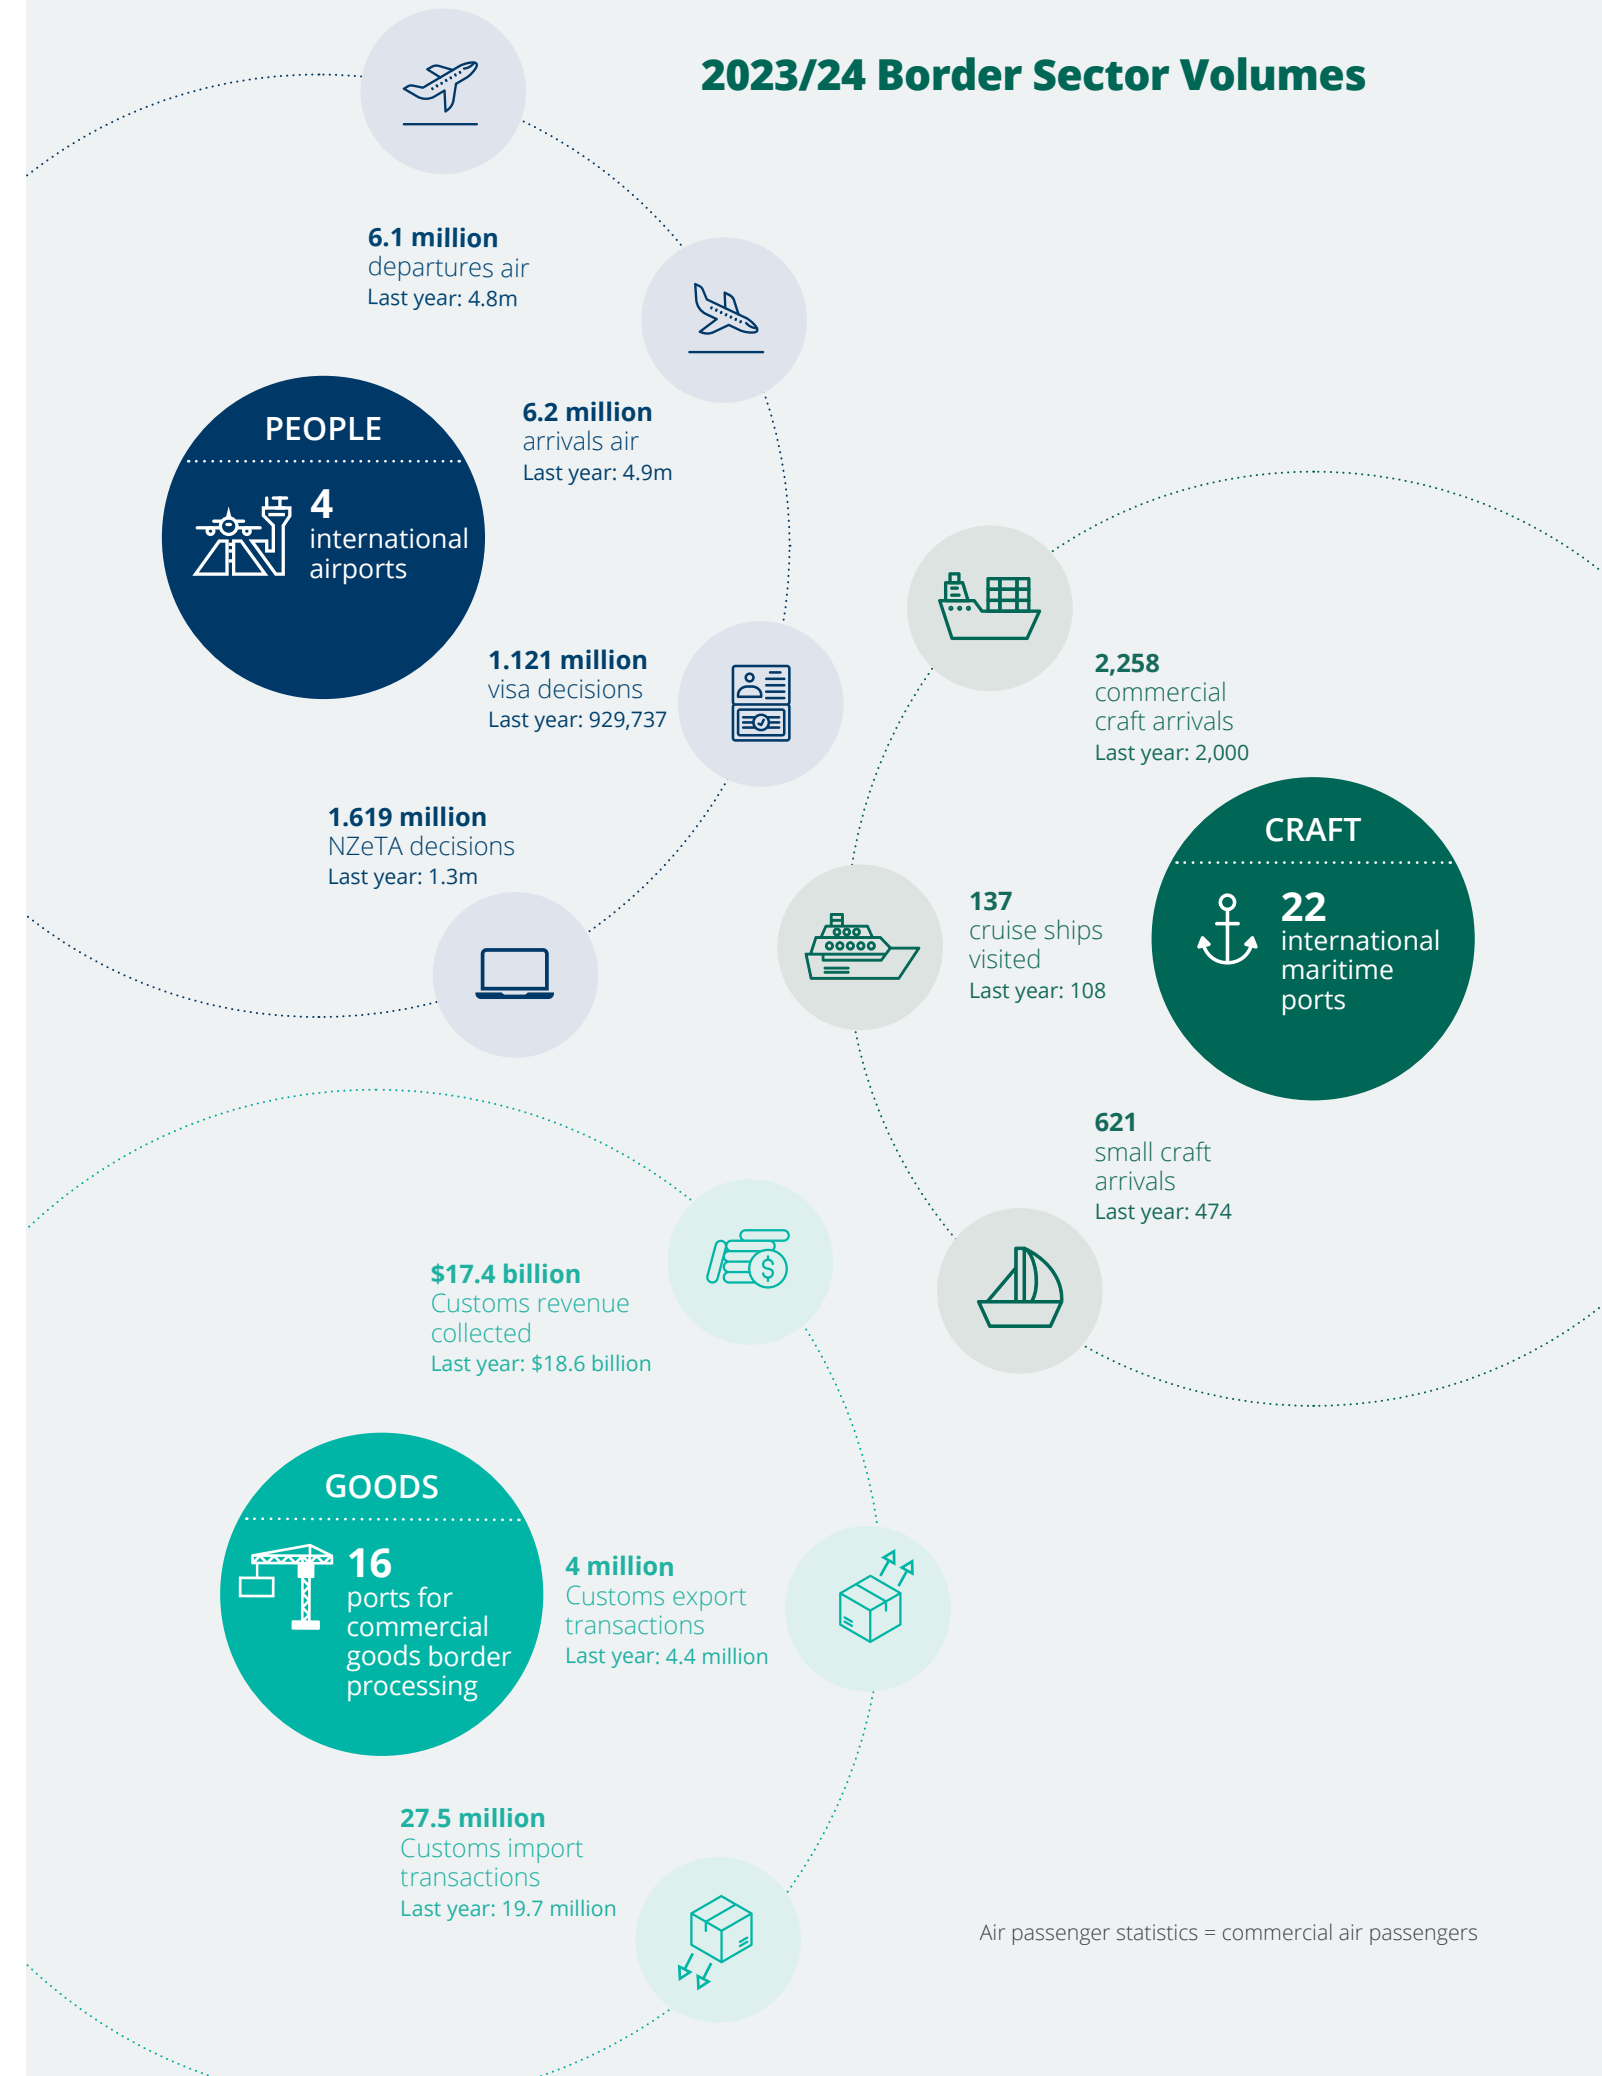 2023/24 Border Sector Volumes
6.1 million
departures air
Last year: 4.8m
6.2 million
arrivals air
Last year: 4.9m
PEOPLE
4
international
airports
1.121 million
visa decisions
Last year: 929,737
1.619 million
NZeTA decisions
Last year: 1.3m
2,258
commercial
craft arrivals
Last year: 2,000
CRAFT
22
international
maritime
ports
137
cruise ships
visited
Last year: 108
621
small craft
arrivals
Last year: 474
$17.4 billion
Customs revenue
collected
Last year: $18.6 billion
GOODS
16
ports for
commercial
goods border
processing
4 million
Customs export
transactions
Last year: 4.4 million
27.5 million
Customs import
transactions
Last year: 19.7 million
Air passenger statistics = commercial air passengers